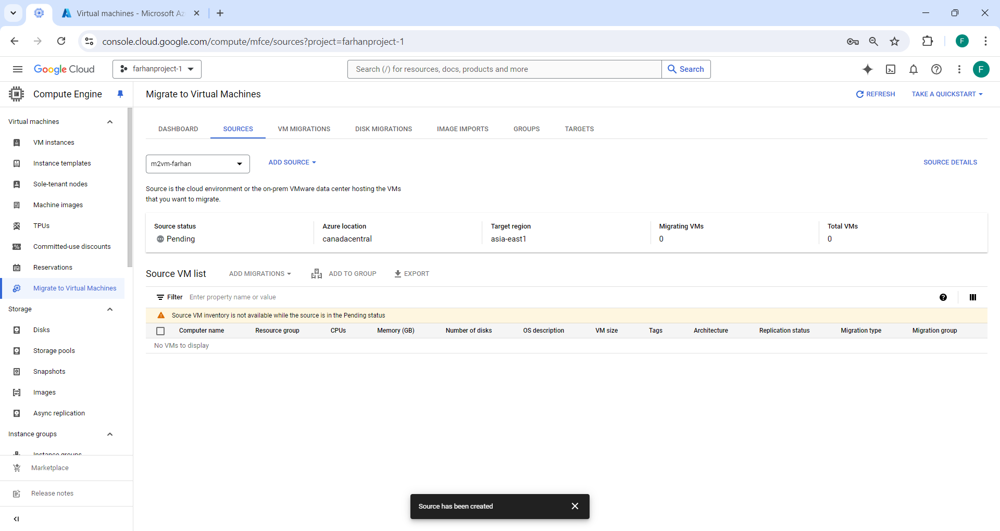 Virtual machines - Microsoft Az
console.cloud.google.com/compute/mfce/sources?project=farhanproject-1
F
Google Cloud
farhanproject-1
Search (/) for resources, docs, products and more
Search
F
Compute Engine
Migrate to Virtual Machines
REFRESH
TAKE A QUICKSTART
Virtual machines
VM instances
Instance templates
Sole-tenant nodes
Machine images
TPUs
Committed-use discounts
Reservations
Migrate to Virtual Machines
Storage
Disks
Storage pools
Snapshots
Images
Async replication
Instance groups
Instance groups
Marketplace
Release notes
DASHBOARD
SOURCES
VM MIGRATIONS
DISK MIGRATIONS
IMAGE IMPORTS
GROUPS
TARGETS
m2vm-farhan
ADD SOURCE
SOURCE DETAILS
Source is the cloud environment or the on-prem VMware data center hosting the VMs
that you want to migrate.
Source status
Pending
Azure location
canadacentral
Target region
asia-east1
Migrating VMs
0
Total VMs
0
Source VM list
ADD MIGRATIONS
ADD TO GROUP
EXPORT
Filter
Enter property name or value
Source VM inventory is not available while the source is in the Pending status
Computer name
Resource group
CPUs
Memory (GB)
Number of disks
OS description
VM size
Tags
Architecture
Replication status
Migration type
Migration group
No VMs to display
Source has been created